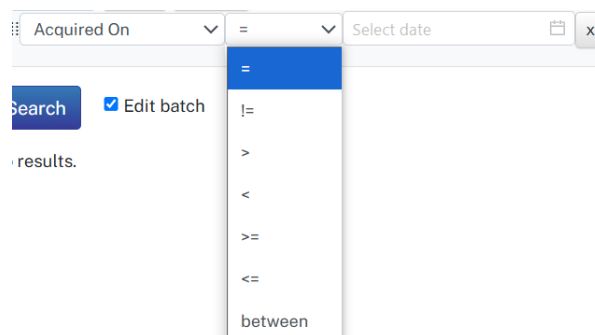 Acquired On = Select date x
=
Search Edit batch
!=
results.
>
<
>=
<=
between